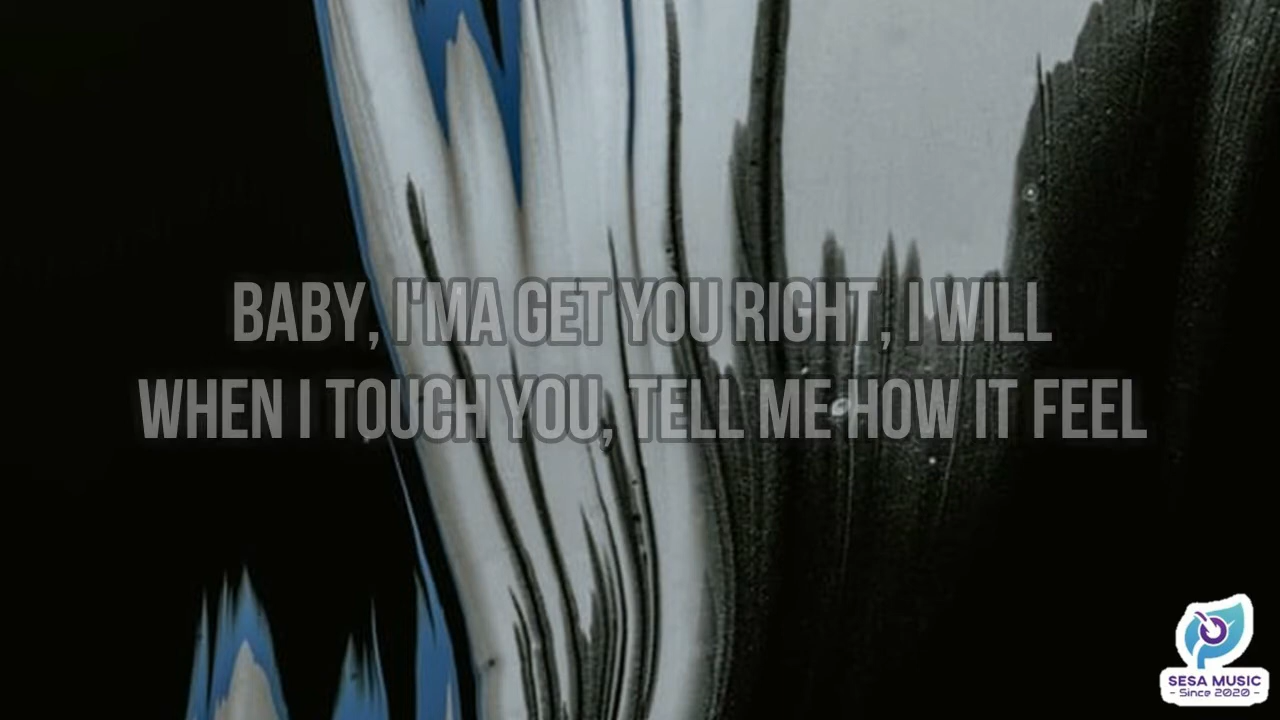 BABY, I'MA GET YOU RIGHT, I WILL
WHEN I TOUCH YOU, TELL ME HOW IT FEEL
SESA MUSIC
- Since 2020 -